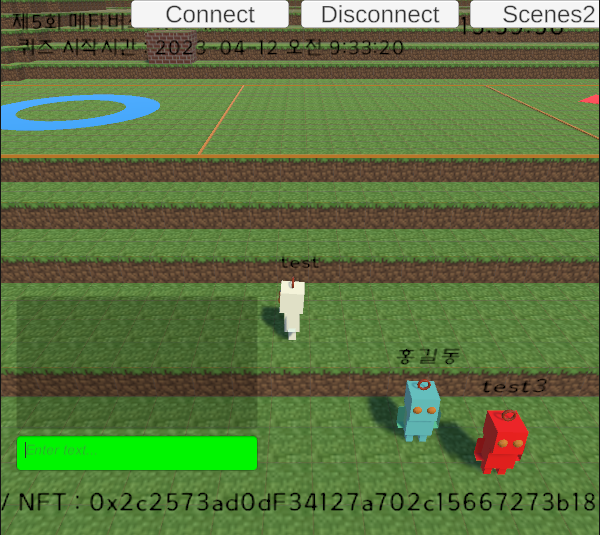 Connect Disconnect Scenes2
제5회 메타버
퀴즈 시작시간 : 2023-04-12 오전 9:33:20
test
홍길동
test3
Enter text...
/ NFT : 0x2c2573ad0dF34127a702c15667273b18